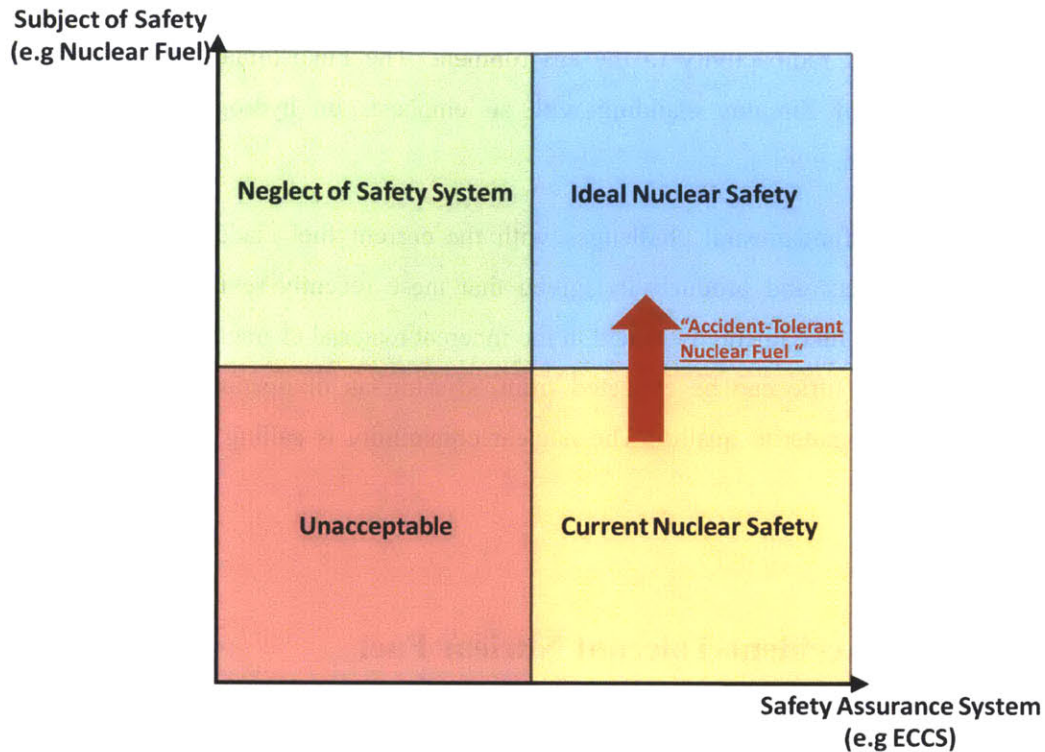 Subject of Safety
(e.g Nuclear Fuel)
Neglect of Safety System
Ideal Nuclear Safety
"Accident-Tolerant
Nuclear Fuel "
Unacceptable
Current Nuclear Safety
Safety Assurance System
(e.g ECCS)